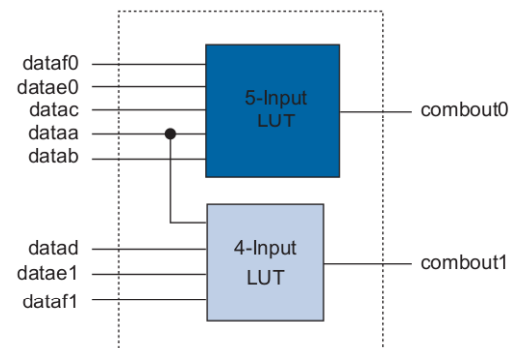 dataf0
datae0
datac
dataa
datab
5-Input
LUT
combout0
datad
datae1
dataf1
4-Input
LUT
combout1